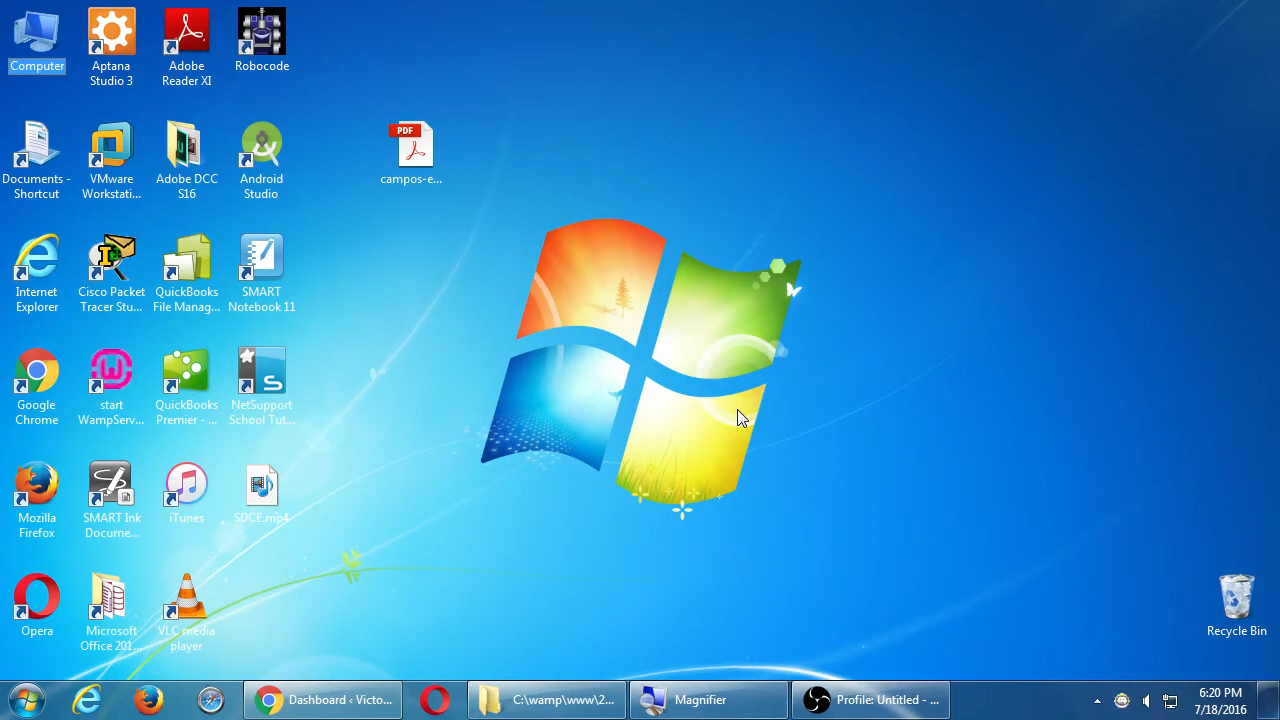 Computer
Aptana
Studio 3
Adobe
Reader XI
Robocode
Documents -
Shortcut
VMware
Workstati...
Adobe DCC
S16
Android
Studio
PDF
campos-e...
Internet
Explorer
Cisco Packet
Tracer Stu...
QuickBooks
File Manag...
SMART
Notebook 11
Google
Chrome
start
WampServ...
QuickBooks
Premier - ...
NetSupport
School Tut...
Mozilla
Firefox
SMART Ink
Docume...
iTunes
SDCE.mp4
Opera
Microsoft
Office 201...
VLC media
player
Recycle Bin
Dashboard ‹ Victo...
C:\wamp\www\2...
Magnifier
Profile: Untitled - ...
6:20 PM
7/18/2016